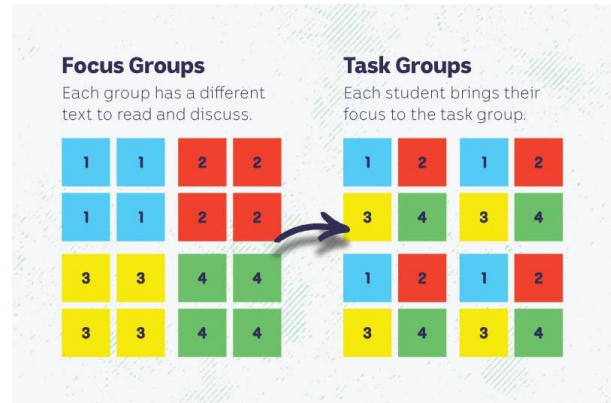 Focus Groups
Each group has a different
text to read and discuss.
1 1 2 2
1 1 2 2
3 3 4 4
3 3 4 4
Task Groups
Each student brings their
focus to the task group.
1 2 1 2
3 4 3 4
1 2 1 2
3 4 3 4